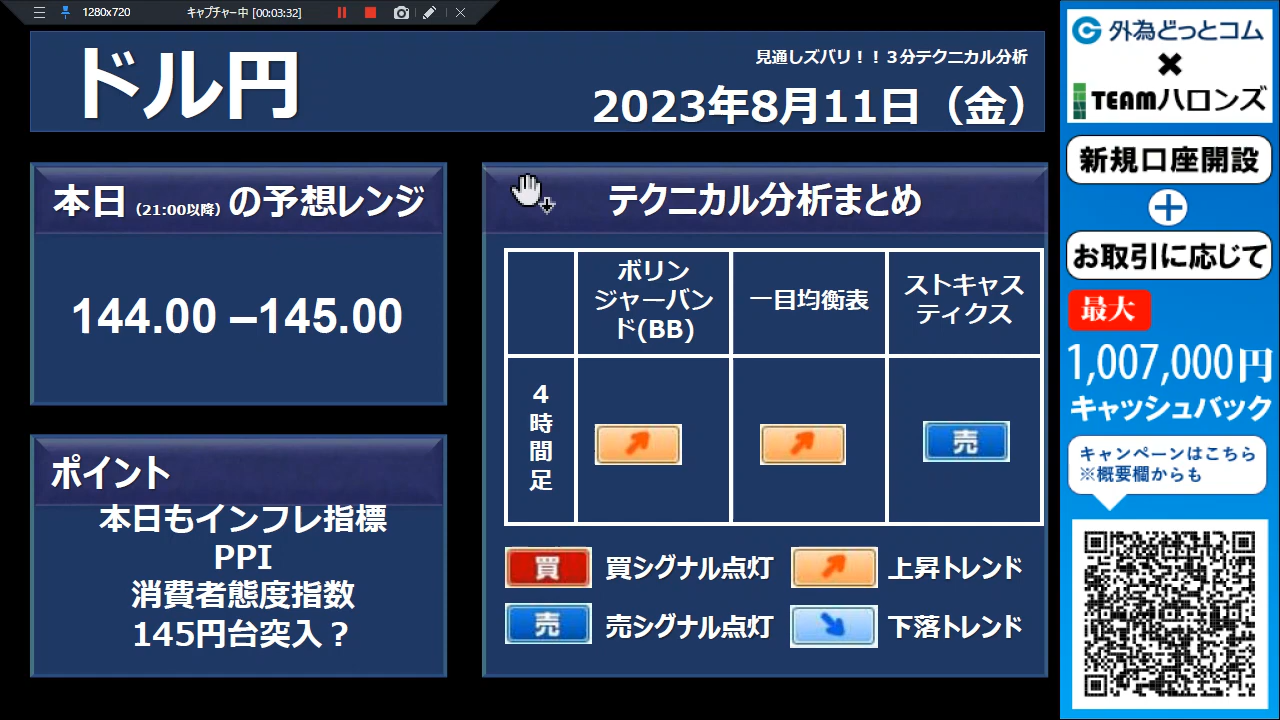 1280x720
キャプチャー中 [00:03:32]
ドル円
見通しズバリ！！３分テクニカル分析
2023年8月11日（金）
本日（21:00以降）の予想レンジ
144.00 –145.00
ポイント
本日もインフレ指標
PPI
消費者態度指数
145円台突入？
テクニカル分析まとめ
ボリン
ジャーバン
ド(BB)
一目均衡表
ストキャス
ティクス
４
時
間
足
売
買
買シグナル点灯
上昇トレンド
売
売シグナル点灯
下落トレンド
外為どっとコム
×
TEAMハロンズ
新規口座開設
＋
お取引に応じて
最大
1,007,000円
キャッシュバック
キャンペーンはこちら
※概要欄からも